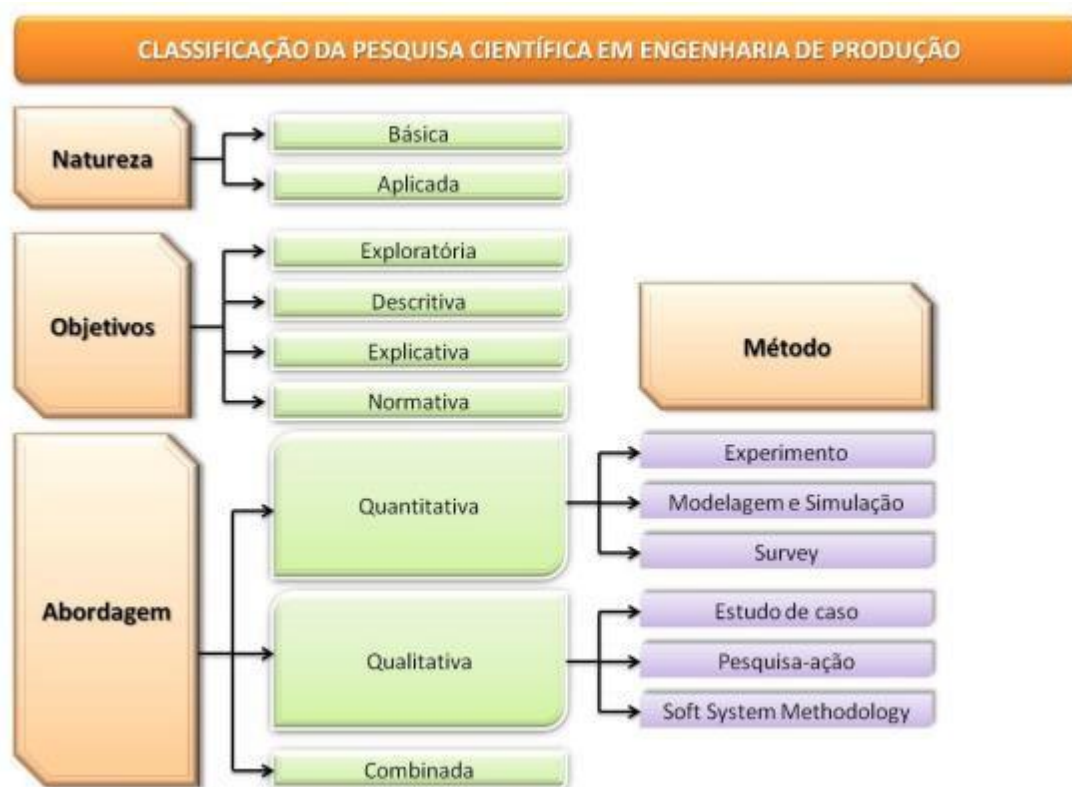 CLASSIFICAÇÃO DA PESQUISA CIENTÍFICA EM ENGENHARIA DE PRODUÇÃO
Natureza
Básica
Aplicada
Objetivos
Exploratória
Descritiva
Explicativa
Normativa
Método
Abordagem
Quantitativa
Experimento
Modelagem e Simulação
Survey
Qualitativa
Estudo de caso
Pesquisa-ação
Soft System Methodology
Combinada